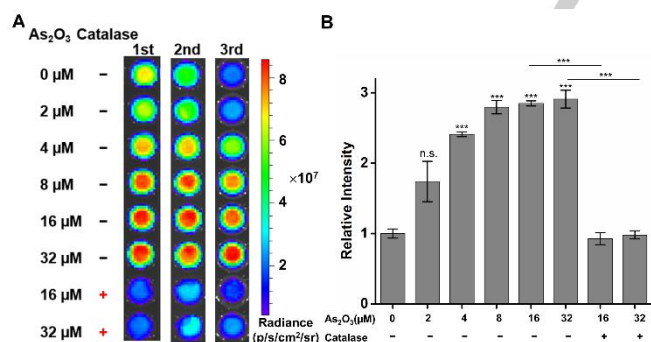 A
As₂O₃ Catalase
1st 2nd 3rd
0 μM −
2 μM −
4 μM −
8 μM −
16 μM −
32 μM −
16 μM +
32 μM +
8
6
×10⁷
4
2
Radiance
(p/s/cm²/sr)
B
Relative Intensity
3
2
1
0
n.s.
***
***
***
***
***
***
0 2 4 8 16 32 16 32
As₂O₃(μM)
Catalase − − − − − − + +